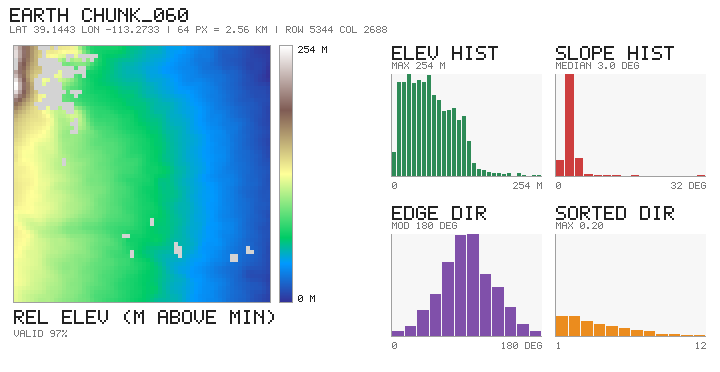 EARTH CHUNK_060
LAT 39.1443 LON -113.2733 | 64 PX = 2.56 KM | ROW 5344 COL 2688
254 M
0 M
REL ELEV (M ABOVE MIN)
VALID 97%
ELEV HIST
MAX 254 M
0 254 M
SLOPE HIST
MEDIAN 3.0 DEG
0 32 DEG
EDGE DIR
MOD 180 DEG
0 180 DEG
SORTED DIR
MAX 0.20
1 12